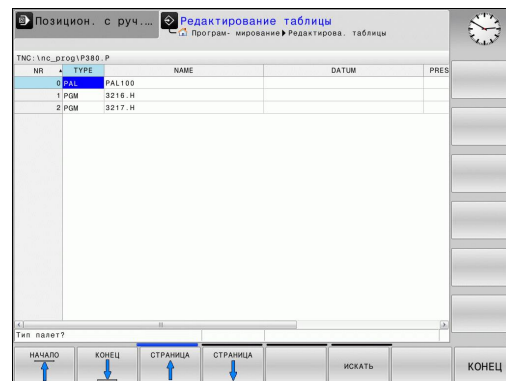 Позицион. с руч.… Редактирование таблицы
Програм- мирование Редактирова. таблицы
TNC:\nc_prog\P380.P
NR TYPE NAME DATUM PRES
0 PAL PAL100
1 PGM 3216.H
2 PGM 3217.H
Тип палет?
НАЧАЛО КОНЕЦ СТРАНИЦА СТРАНИЦА ИСКАТЬ КОНЕЦ